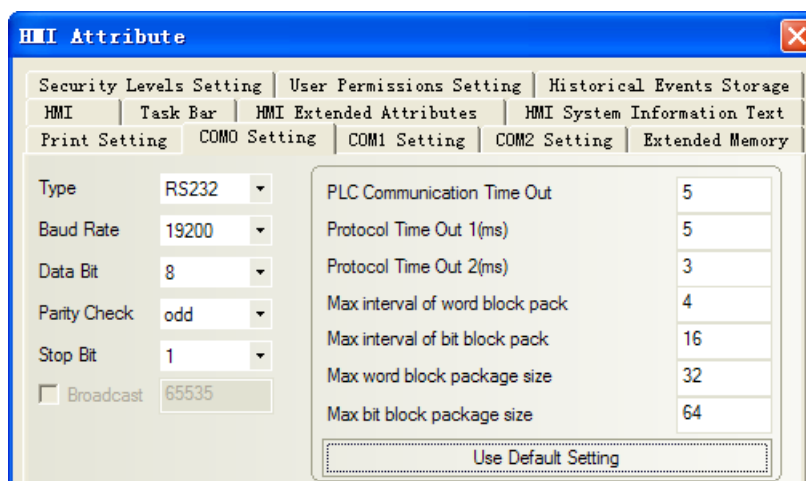 HMI Attribute
Security Levels Setting User Permissions Setting Historical Events Storage
HMI Task Bar HMI Extended Attributes HMI System Information Text
Print Setting COM0 Setting COM1 Setting COM2 Setting Extended Memory
Type RS232
Baud Rate 19200
Data Bit 8
Parity Check odd
Stop Bit 1
Broadcast 65535
PLC Communication Time Out 5
Protocol Time Out 1(ms) 5
Protocol Time Out 2(ms) 3
Max interval of word block pack 4
Max interval of bit block pack 16
Max word block package size 32
Max bit block package size 64
Use Default Setting